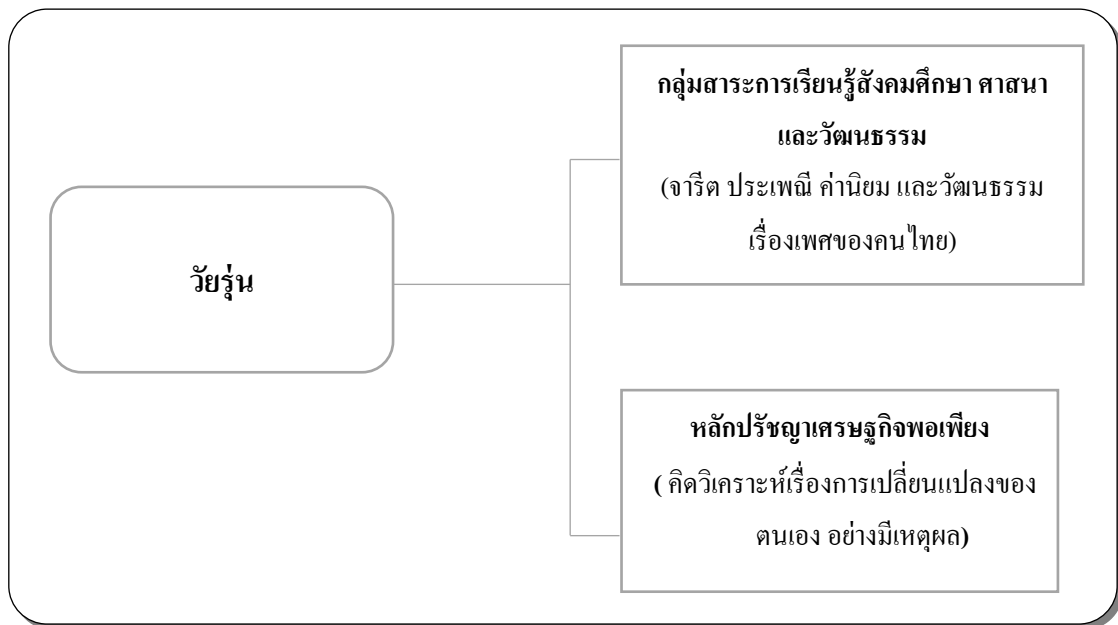 วัยรุ่น
กลุ่มสาระการเรียนรู้สังคมศึกษา ศาสนา
และวัฒนธรรม
(จารีต ประเพณี ค่านิยม และวัฒนธรรม
เรื่องเพศของคนไทย)
หลักปรัชญาเศรษฐกิจพอเพียง
( คิดวิเคราะห์เรื่องการเปลี่ยนแปลงของ
ตนเอง อย่างมีเหตุผล)